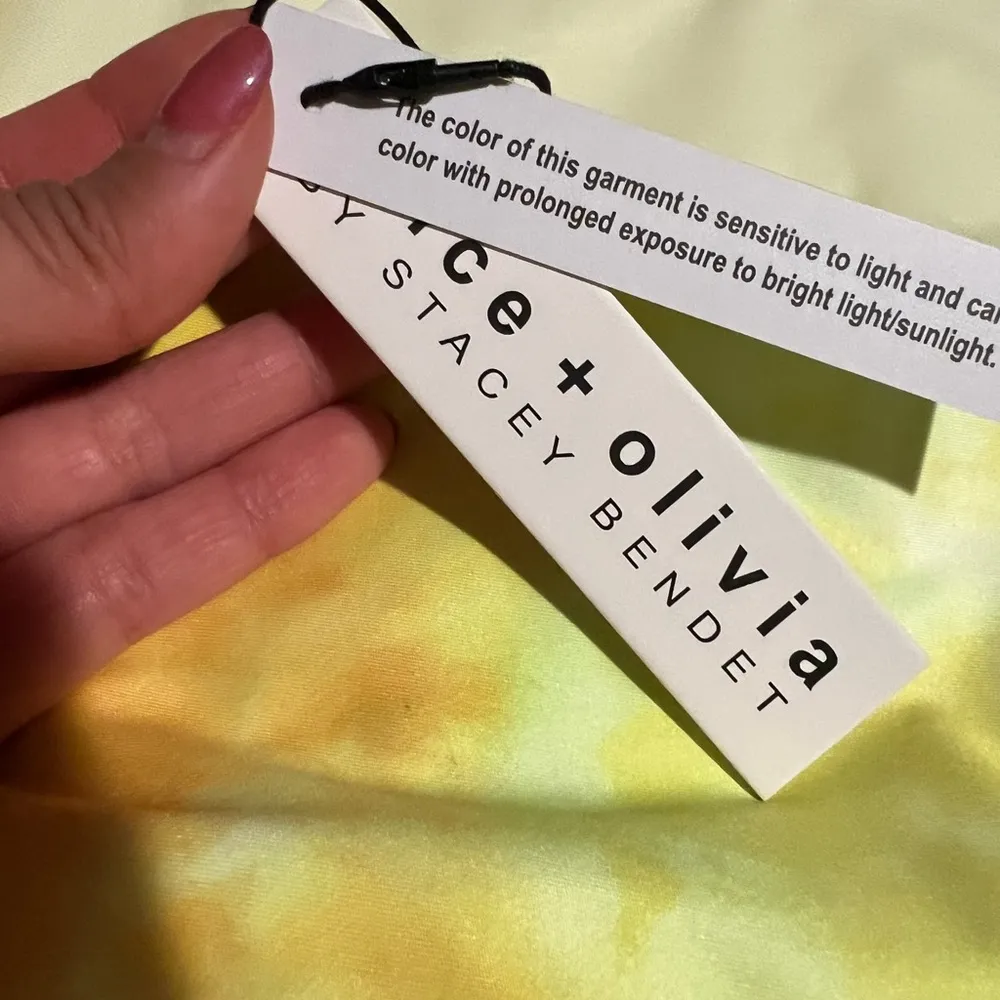 The color of this garment is sensitive to light and
color with prolonged exposure to bright light/sunlight.
ce + olivia
BY STACEY BENDET